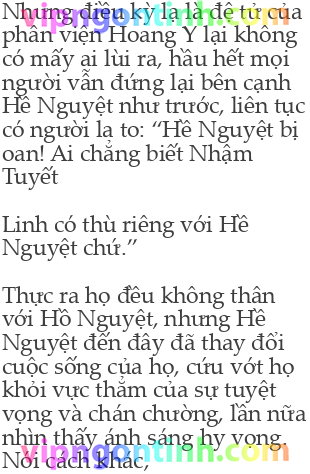 Nhưng điều kỳ lạ là đệ tử của
vipngontinh.com
phân viện Hoang Y lại không
có mấy ai lùi ra, hầu hết mọi
người vẫn đứng lại bên cạnh
Hề Nguyệt như trước, liên tục
có người la to: “Hề Nguyệt bị
oan! Ai chẳng biết Nhậm
Tuyết
vipngontinh.com
Linh có thù riêng với Hề
Nguyệt chứ.”
Thực ra họ đều không thân
với Hồ Nguyệt, nhưng Hề
Nguyệt đến đây đã thay đổi
cuộc sống của họ, cứu vớt họ
khỏi vực thẳm của sự tuyệt
vọng và chán chường, lần nữa
nhìn thấy ánh sáng hy vọng.
vipngontinh.com
Nói cách khác,